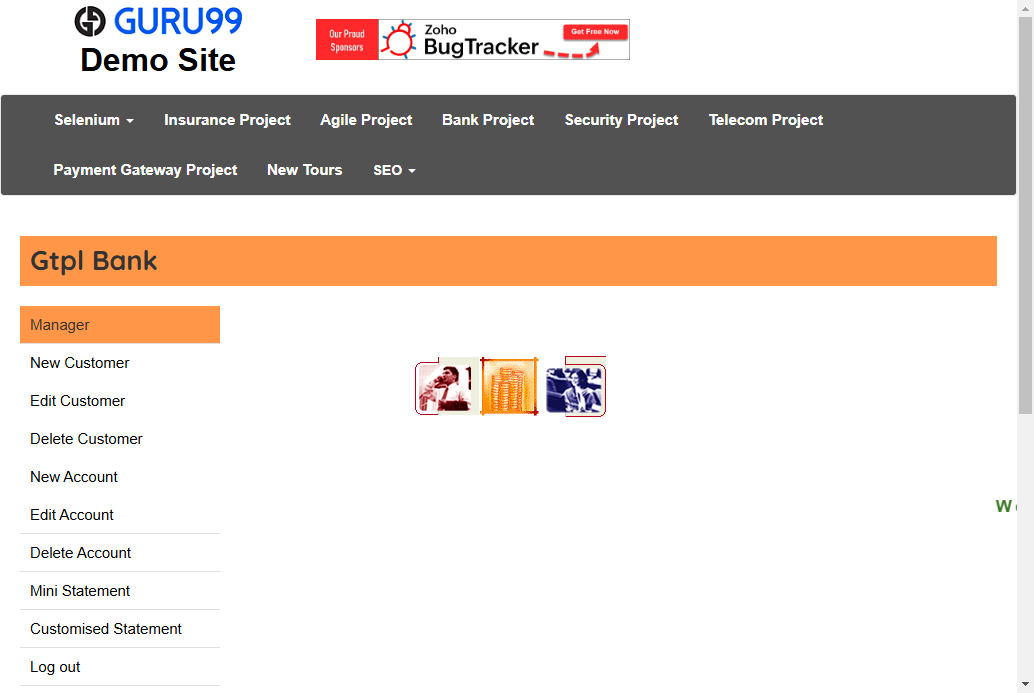 GURU99
Demo Site
Our Proud
Sponsors
Zoho
BugTracker
Get Free Now
Selenium
Insurance Project
Agile Project
Bank Project
Security Project
Telecom Project
Payment Gateway Project
New Tours
SEO
Gtpl Bank
Manager
New Customer
Edit Customer
Delete Customer
New Account
Edit Account
Delete Account
Mini Statement
Customised Statement
Log out